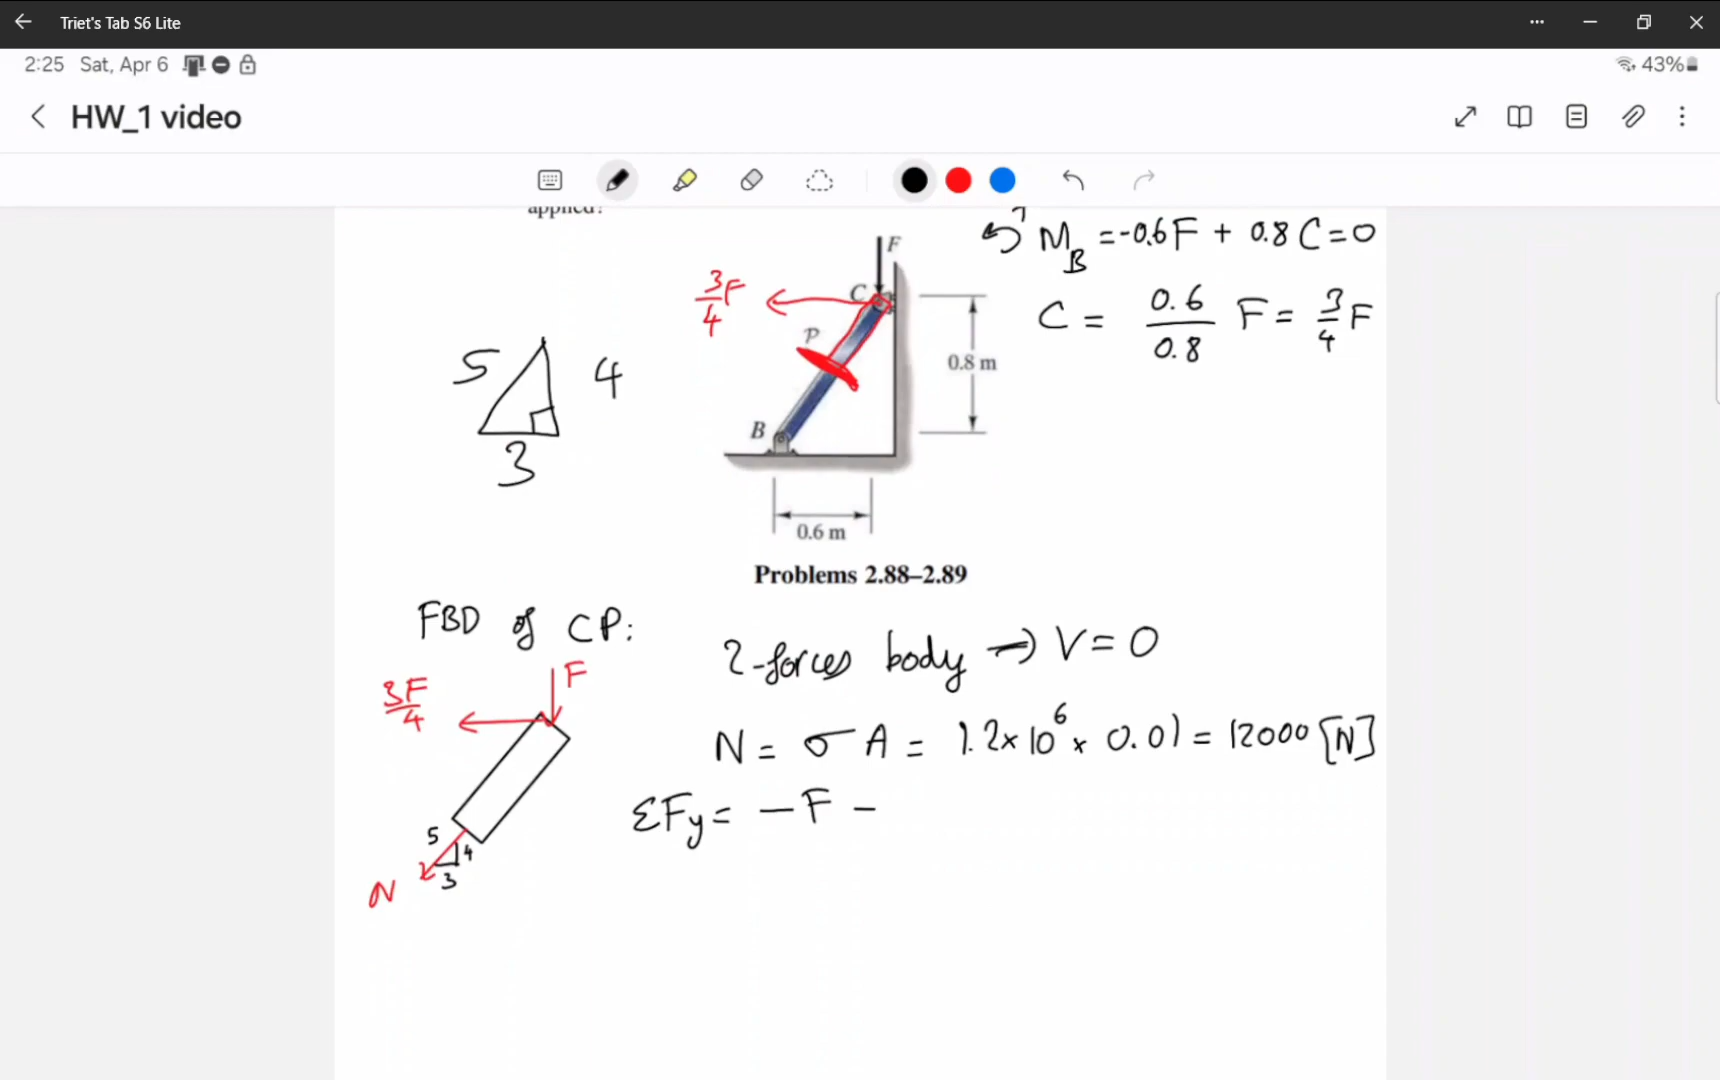 Triet's Tab S6 Lite
2:25 Sat, Apr 6
43%
HW_1 video
applied?
M_B = -0.6F + 0.8C = 0
C = 0.6/0.8 F = 3/4 F
F
3/4 F
C
P
B
0.8 m
0.6 m
5
4
3
Problems 2.88–2.89
FBD of CP:
3F/4
F
5
4
3
N
2-forces body → V = 0
N = σ A = 1.2 × 10^6 × 0.01 = 12000 [N]
ΣFy = - F -